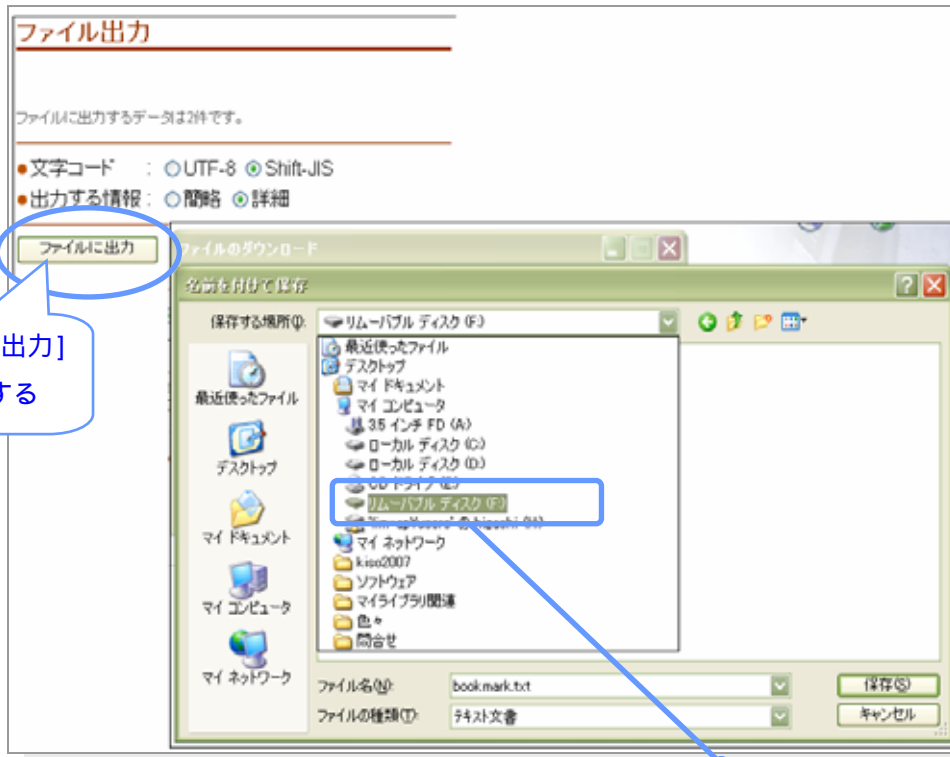 ファイル出力
ファイルに出力するデータは2件です。
●文字コード : UTF-8 Shift-JIS
●出力する情報: 簡略 詳細
ファイルに出力
出力]
する
ファイルのダウンロード
名前を付けて保存
保存する場所(I): リムーバブル ディスク (F:)
最近使ったファイル
デスクトップ
マイ ドキュメント
マイ コンピュータ
3.5 インチ FD (A:)
ローカル ディスク (C:)
ローカル ディスク (D:)
CD ドライブ (E:)
リムーバブル ディスク (F:)
マイ ネットワーク
kiso2007
ソフトウェア
マイライブラリ関連
色々
問合せ
最近使ったファイル
デスクトップ
マイ ドキュメント
マイ コンピュータ
マイ ネットワーク
ファイル名(N): bookmark.txt 保存(S)
ファイルの種類(T): テキスト文書 キャンセル